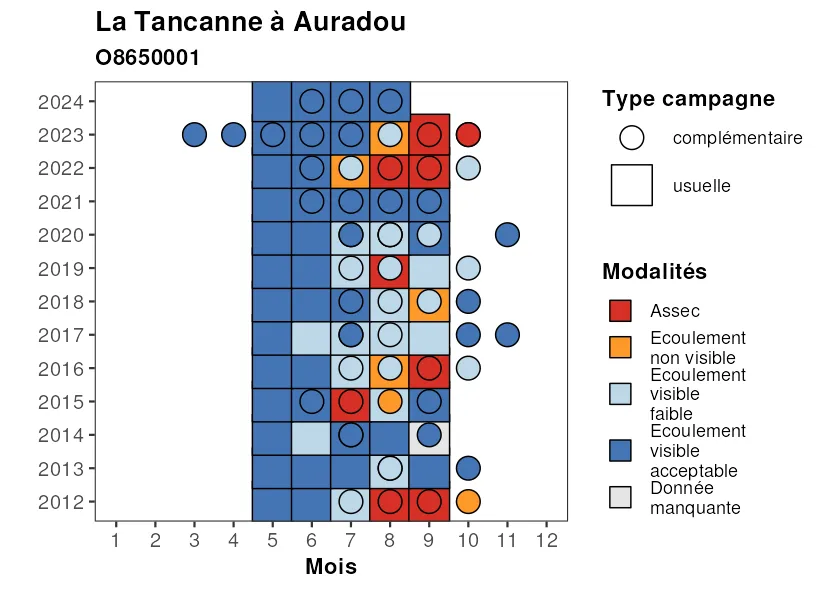 La Tancanne à Auradou
O8650001
2024
2023
2022
2021
2020
2019
2018
2017
2016
2015
2014
2013
2012
1 2 3 4 5 6 7 8 9 10 11 12
Mois
Type campagne
complémentaire
usuelle
Modalités
Assec
Ecoulement
non visible
Ecoulement
visible
faible
Ecoulement
visible
acceptable
Donnée
manquante